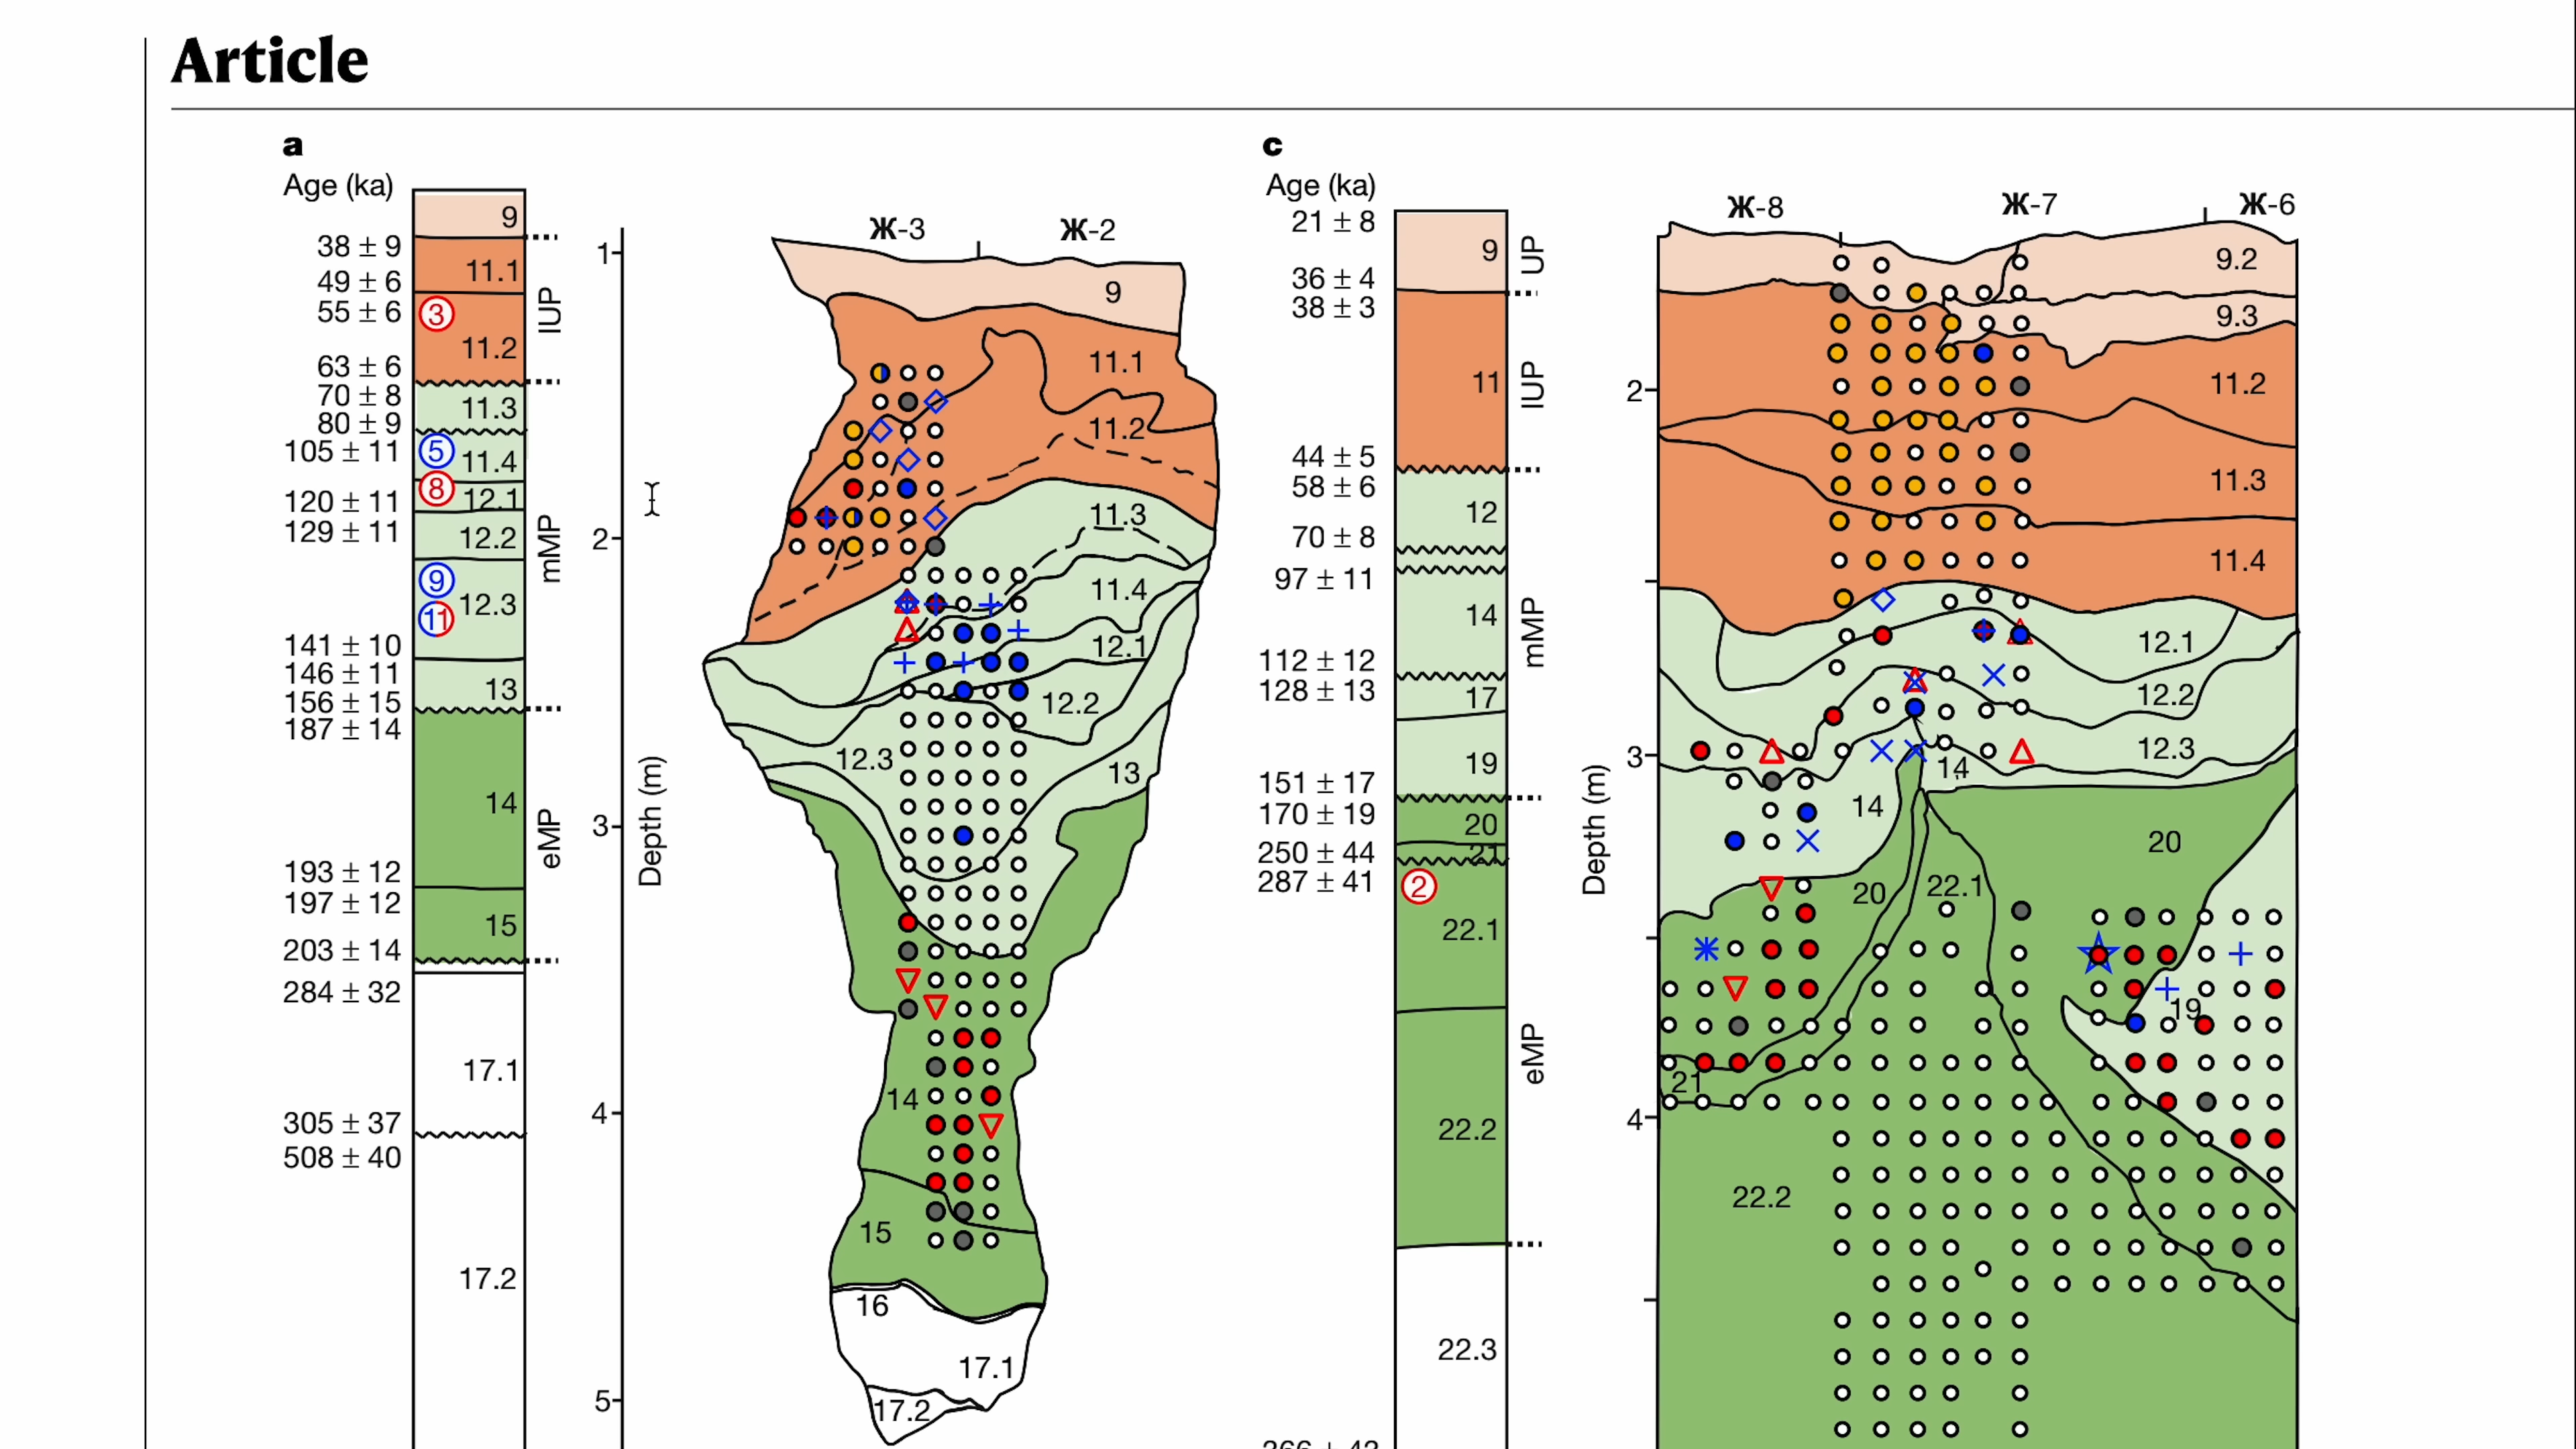 Article
a
Age (ka)
9
38 ± 9
11.1
49 ± 6
55 ± 6
3
IUP
11.2
63 ± 6
70 ± 8
11.3
80 ± 9
105 ± 11
5
11.4
8
120 ± 11
12.1
129 ± 11
12.2
mMP
9
12.3
11
141 ± 10
146 ± 11
13
156 ± 15
187 ± 14
14
eMP
193 ± 12
197 ± 12
15
203 ± 14
284 ± 32
17.1
305 ± 37
508 ± 40
17.2
Depth (m)
1
2
3
4
5
Ж-3
Ж-2
9
11.1
11.2
11.3
11.4
12.1
12.2
12.3
13
14
15
16
17.1
17.2
c
Age (ka)
21 ± 8
9
UP
36 ± 4
38 ± 3
11
IUP
44 ± 5
58 ± 6
12
70 ± 8
97 ± 11
14
mMP
112 ± 12
128 ± 13
17
19
151 ± 17
170 ± 19
20
250 ± 44
21
287 ± 41
2
22.1
eMP
22.2
22.3
Depth (m)
2
3
4
Ж-8
Ж-7
Ж-6
9.2
9.3
11.2
11.3
11.4
12.1
12.2
12.3
14
14
20
20
22.1
19
21
22.2